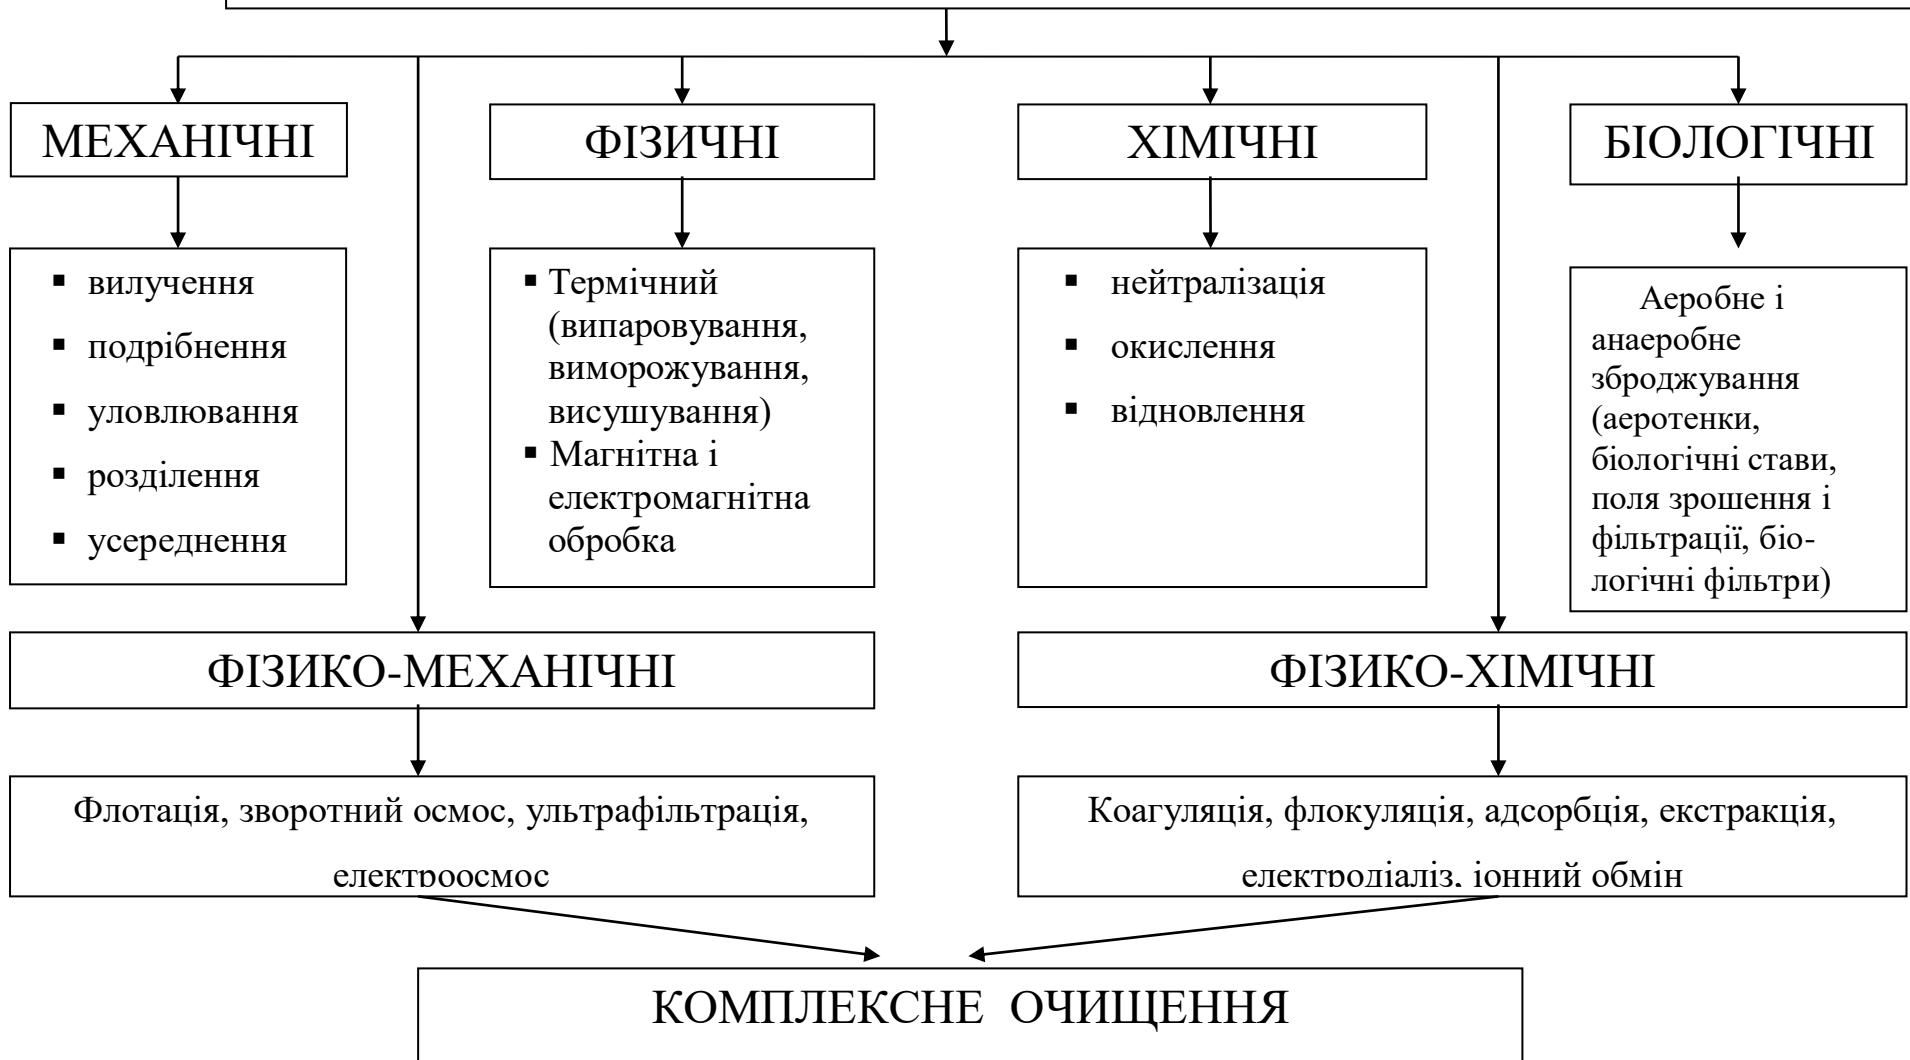 МЕХАНІЧНІ
ФІЗИЧНІ
ХІМІЧНІ
БІОЛОГІЧНІ
▪ вилучення
▪ подрібнення
▪ уловлювання
▪ розділення
▪ усереднення
▪ Термічний
(випаровування,
виморожування,
висушування)
▪ Магнітна і
електромагнітна
обробка
▪ нейтралізація
▪ окислення
▪ відновлення
Аеробне і
анаеробне
зброджування
(аеротенки,
біологічні стави,
поля зрошення і
фільтрації, біо-
логічні фільтри)
ФІЗИКО-МЕХАНІЧНІ
ФІЗИКО-ХІМІЧНІ
Флотація, зворотний осмос, ультрафільтрація,
електроосмос
Коагуляція, флокуляція, адсорбція, екстракція,
електродіаліз, іонний обмін
КОМПЛЕКСНЕ ОЧИЩЕННЯ